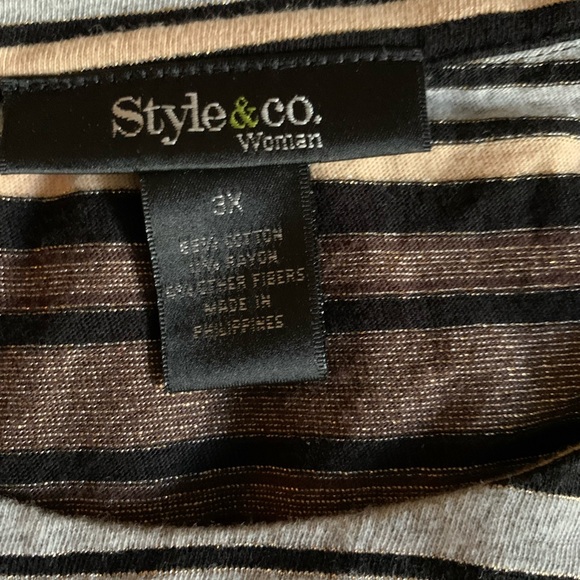 Style&co.
Woman
3X
COTTON
RAYON
OTHER FIBERS
MADE IN
PHILIPPINES